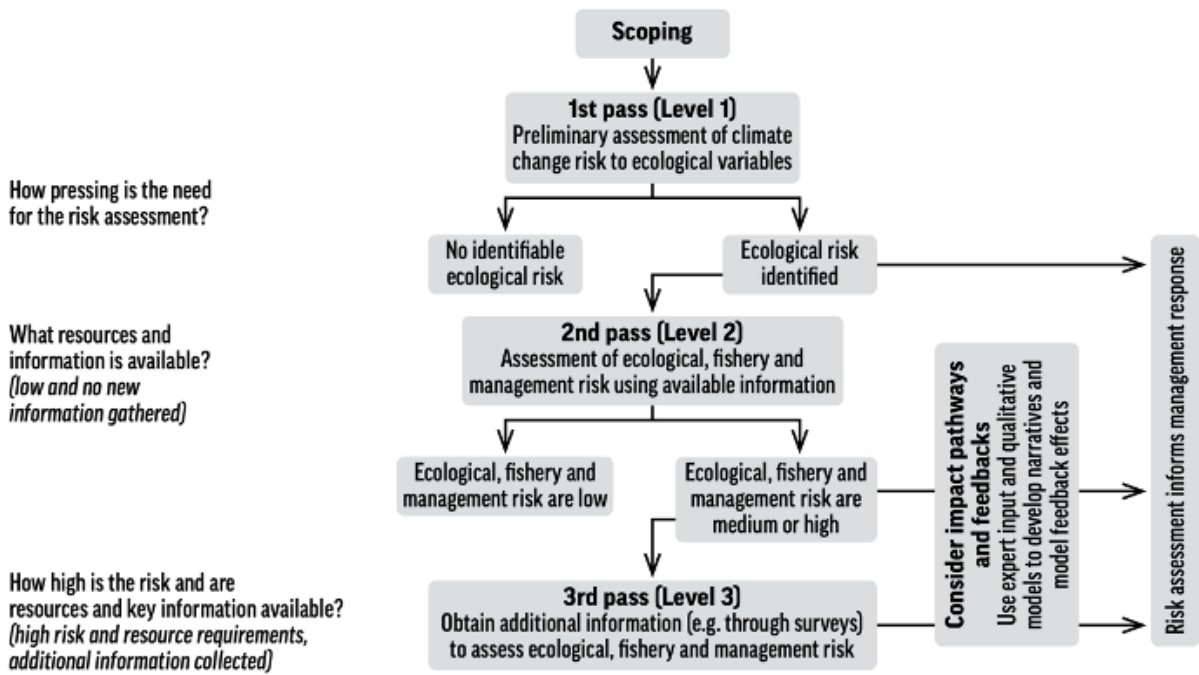 Scoping
1st pass (Level 1)
Preliminary assessment of climate
change risk to ecological variables
How pressing is the need
for the risk assessment?
No identifiable
ecological risk
Ecological risk
identified
What resources and
information is available?
(low and no new
information gathered)
2nd pass (Level 2)
Assessment of ecological, fishery and
management risk using available information
Ecological, fishery and
management risk are low
Ecological, fishery and
management risk are
medium or high
How high is the risk and are
resources and key information available?
(high risk and resource requirements,
additional information collected)
3rd pass (Level 3)
Obtain additional information (e.g. through surveys)
to assess ecological, fishery and management risk
Consider impact pathways
and feedbacks
Use expert input and qualitative
models to develop narratives and
model feedback effects
Risk assessment informs management response